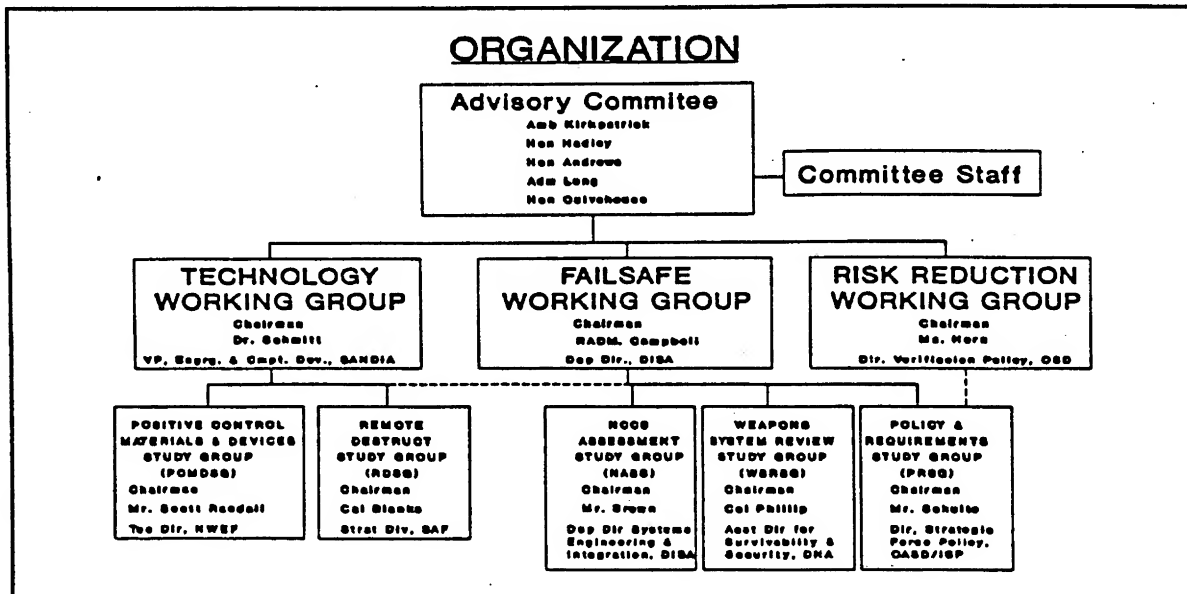 ORGANIZATION
Advisory Commitee
Amb Kirkpatrick
Hon Hadley
Hon Andrews
Adm Long
Hon Quivehouse
Committee Staff
TECHNOLOGY
WORKING GROUP
Chairman
Dr. Schmitt
VP, & Cmpt. Dev., SANDIA
FAILSAFE
WORKING GROUP
Chairman
RADM. Campbell
Dep Dir., DISA
RISK REDUCTION
WORKING GROUP
Chairman
Ms. Hern
Dir. Verification Policy, OSD
POSITIVE CONTROL
MATERIALS & DEVICES
STUDY GROUP
(PCMDSG)
Chairman
Mr. Scott Randall
Dir, NWEF
REMOTE
DESTRUCT
STUDY GROUP
(RDSG)
Chairman
Col Blanks
Strat Div, SAF
NCCS
ASSESSMENT
STUDY GROUP
(NASG)
Chairman
Mr. Brown
Dep Dir Systems
Engineering &
Integration, DISA
WEAPONS
SYSTEM REVIEW
STUDY GROUP
(WSRSG)
Chairman
Col Phillip
Asst Dir for
Survivability &
Security, DNA
POLICY &
REQUIREMENTS
STUDY GROUP
(PRSG)
Chairman
Mr. Schulte
Dir, Strategic
Force Policy,
OASD/ISP